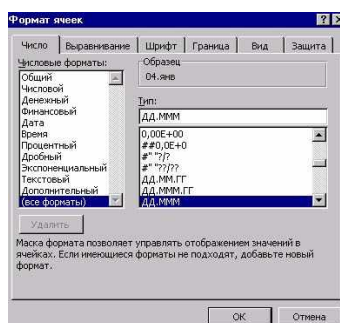 Формат ячеек
Число Выравнивание Шрифт Граница Вид Защита
Числовые форматы:
Общий
Числовой
Денежный
Финансовый
Дата
Время
Процентный
Дробный
Экспоненциальный
Текстовый
Дополнительный
(все форматы)
Образец
04.янв
Тип:
ДД.МММ
0,00E+00
##0,0E+0
#" "?/?
#" "??/??
ДД.ММ.ГГ
ДД.МММ.ГГ
ДД.МММ
Удалить
Маска формата позволяет управлять отображением значений в
ячейках. Если имеющиеся форматы не подходят, добавьте новый
формат.
ОК Отмена